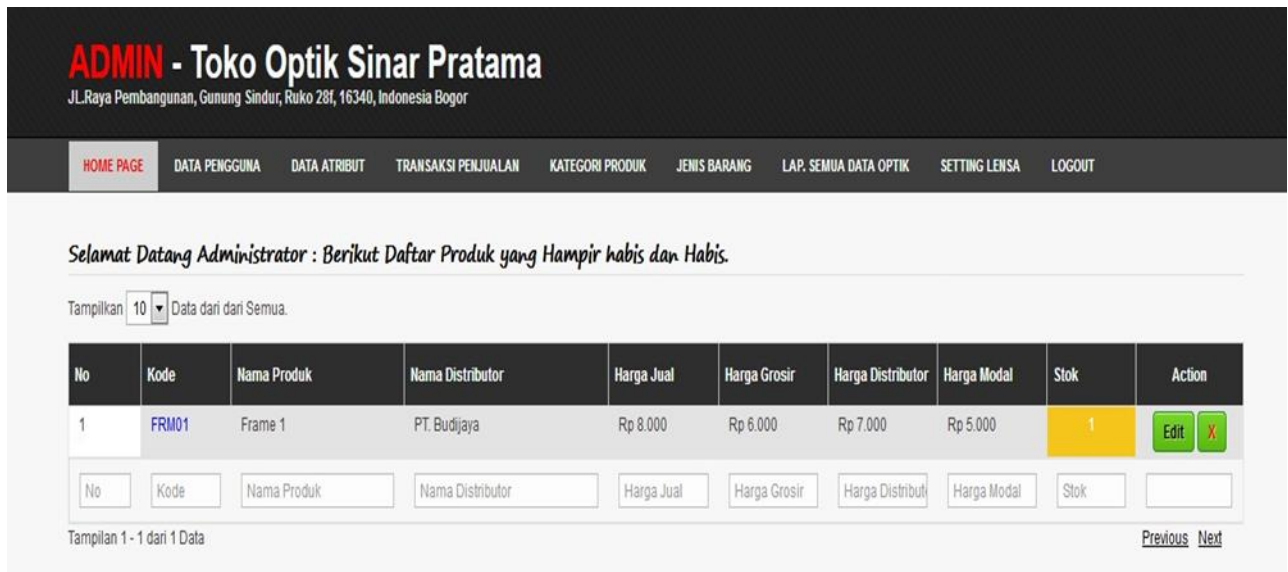 ADMIN - Toko Optik Sinar Pratama
JL.Raya Pembangunan, Gunung Sindur, Ruko 28f, 16340, Indonesia Bogor
HOME PAGE DATA PENGGUNA DATA ATRIBUT TRANSAKSI PENJUALAN KATEGORI PRODUK JENIS BARANG LAP. SEMUA DATA OPTIK SETTING LENSA LOGOUT
Selamat Datang Administrator : Berikut Daftar Produk yang Hampir habis dan Habis.
Tampilkan 10 Data dari dari Semua.
No Kode Nama Produk Nama Distributor Harga Jual Harga Grosir Harga Distributor Harga Modal Stok Action
1 FRM01 Frame 1 PT. Budijaya Rp 8.000 Rp 6.000 Rp 7.000 Rp 5.000 1 Edit X
No Kode Nama Produk Nama Distributor Harga Jual Harga Grosir Harga Distribut Harga Modal Stok
Tampilan 1 - 1 dari 1 Data Previous Next